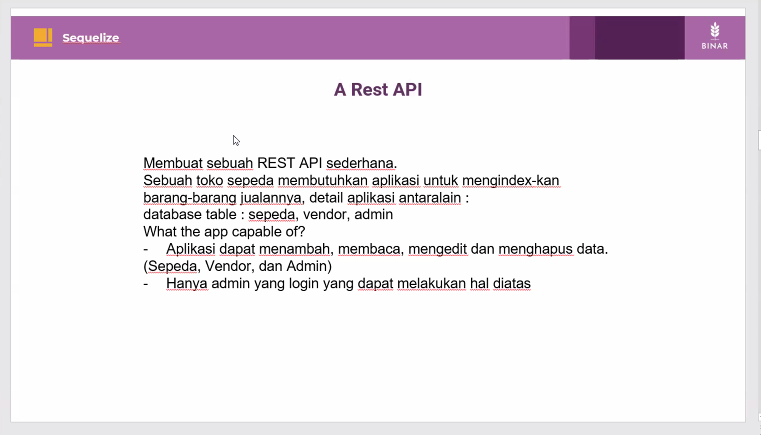 Sequelize
BINAR
A Rest API
Membuat sebuah REST API sederhana.
Sebuah toko sepeda membutuhkan aplikasi untuk mengindex-kan
barang-barang jualannya, detail aplikasi antaralain :
database table : sepeda, vendor, admin
What the app capable of?
- Aplikasi dapat menambah, membaca, mengedit dan menghapus data.
(Sepeda, Vendor, dan Admin)
- Hanya admin yang login yang dapat melakukan hal diatas